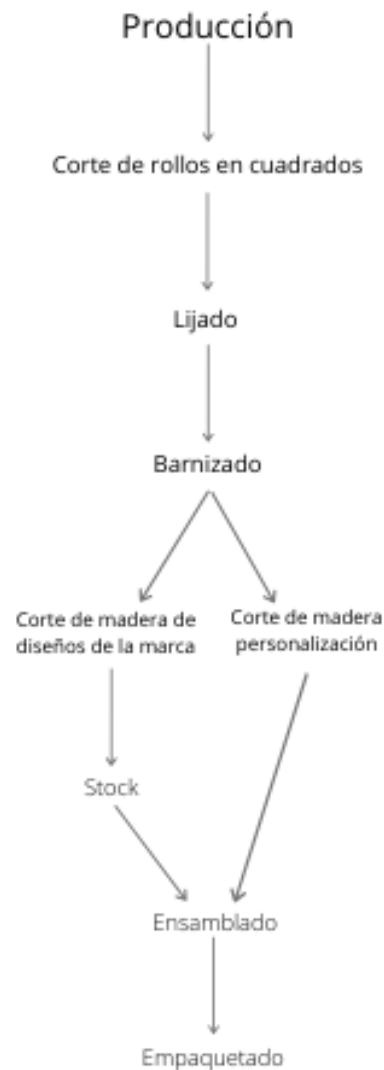 Producción
Corte de rollos en cuadrados
Lijado
Barnizado
Corte de madera de
diseños de la marca
Corte de madera
personalización
Stock
Ensamblado
Empaquetado